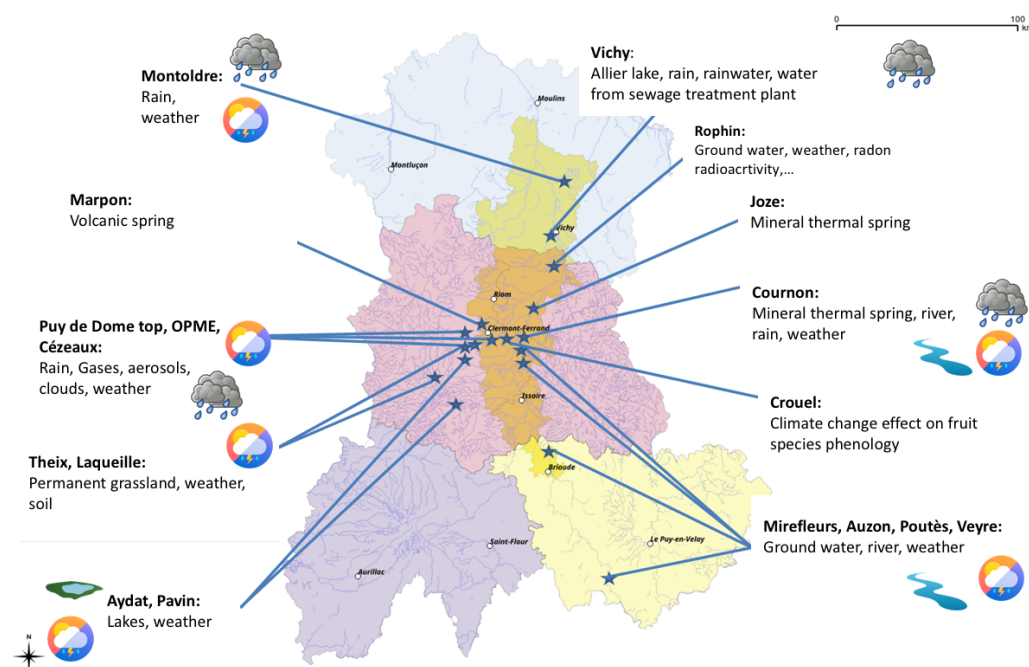 0 100
km
Montoldre:
Rain,
weather
Vichy:
Allier lake, rain, rainwater, water
from sewage treatment plant
Rophin:
Ground water, weather, radon
radioacrtivity,...
Marpon:
Volcanic spring
Joze:
Mineral thermal spring
Puy de Dome top, OPME,
Cézeaux:
Rain, Gases, aerosols,
clouds, weather
Cournon:
Mineral thermal spring, river,
rain, weather
Crouel:
Climate change effect on fruit
species phenology
Theix, Laqueille:
Permanent grassland, weather,
soil
Mirefleurs, Auzon, Poutès, Veyre:
Ground water, river, weather
Aydat, Pavin:
Lakes, weather
N
Moulins
Montluçon
Vichy
Riom
Clermont-Ferrand
Issoire
Brioude
Saint-Flour
Le Puy-en-Velay
Aurillac